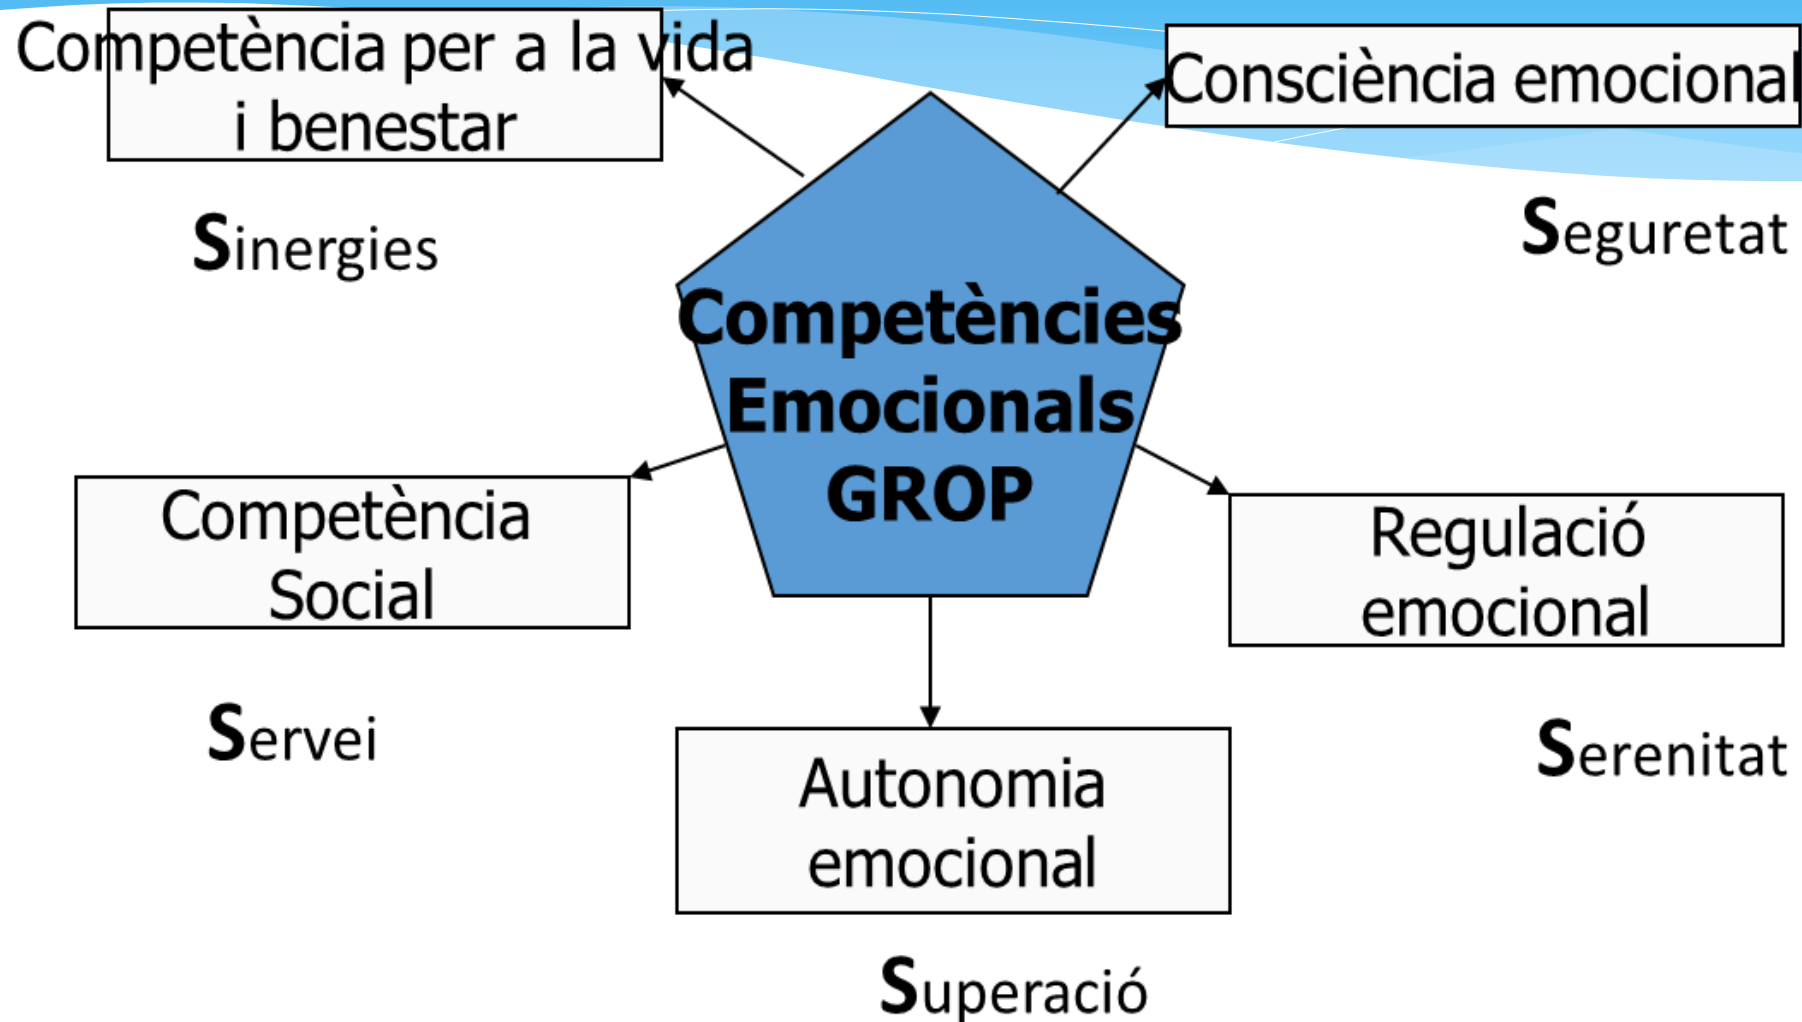 Competència per a la vida
i benestar
Consciència emocional
Sinergies
Seguretat
Competències
Emocionals
GROP
Competència
Social
Regulació
emocional
Servei
Serenitat
Autonomia
emocional
Superació